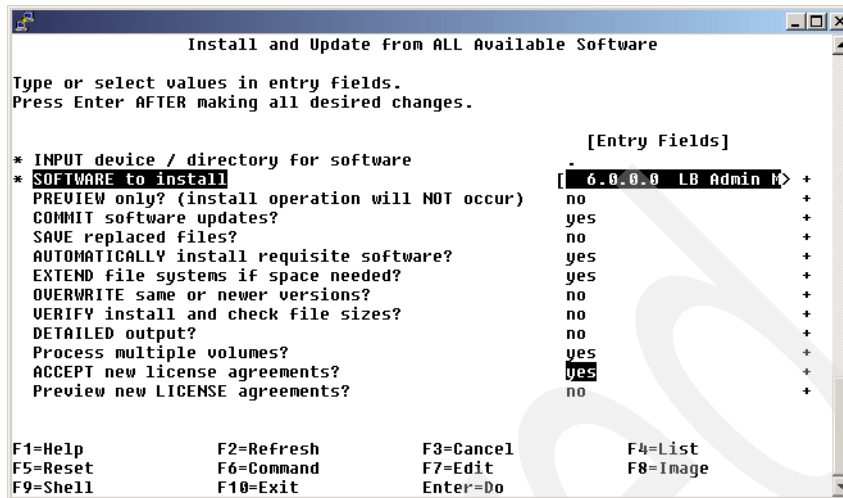 Install and Update from ALL Available Software
Type or select values in entry fields.
Press Enter AFTER making all desired changes.
[Entry Fields]
* INPUT device / directory for software .
* SOFTWARE to install [ 6.0.0.0 LB Admin M> +
PREVIEW only? (install operation will NOT occur) no +
COMMIT software updates? yes +
SAVE replaced files? no +
AUTOMATICALLY install requisite software? yes +
EXTEND file systems if space needed? yes +
OVERWRITE same or newer versions? no +
VERIFY install and check file sizes? no +
DETAILED output? no +
Process multiple volumes? yes +
ACCEPT new license agreements? yes +
Preview new LICENSE agreements? no +
F1=Help F2=Refresh F3=Cancel F4=List
F5=Reset F6=Command F7=Edit F8=Image
F9=Shell F10=Exit Enter=Do